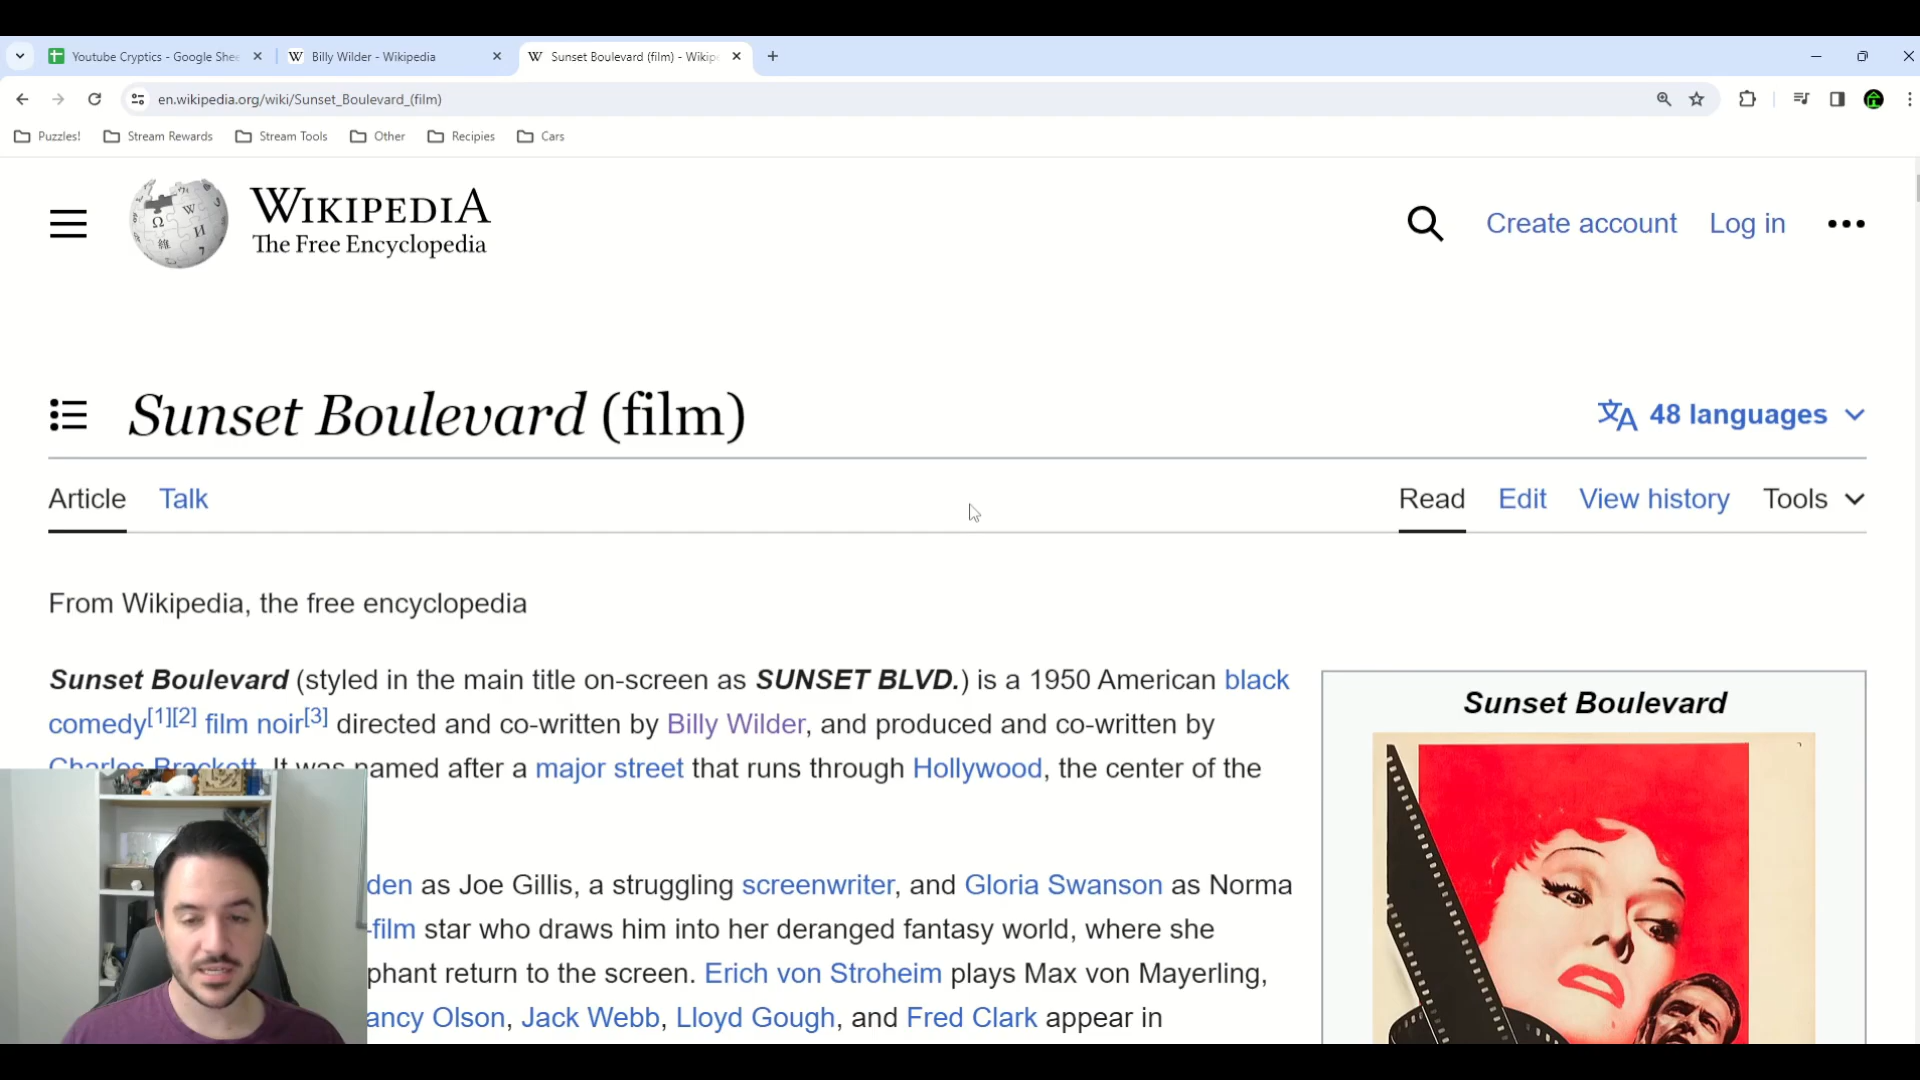 Youtube Cryptics - Google Shee
Billy Wilder - Wikipedia
Sunset Boulevard (film) - Wikip
en.wikipedia.org/wiki/Sunset_Boulevard_(film)
Puzzles!
Stream Rewards
Stream Tools
Other
Recipies
Cars
WIKIPEDIA
The Free Encyclopedia
Create account
Log in
Sunset Boulevard (film)
48 languages
Article
Talk
Read
Edit
View history
Tools
From Wikipedia, the free encyclopedia
Sunset Boulevard (styled in the main title on-screen as SUNSET BLVD.) is a 1950 American black
comedy[1][2] film noir[3] directed and co-written by Billy Wilder, and produced and co-written by
Charles Brackett. It was named after a major street that runs through Hollywood, the center of the
den as Joe Gillis, a struggling screenwriter, and Gloria Swanson as Norma
-film star who draws him into her deranged fantasy world, where she
phant return to the screen. Erich von Stroheim plays Max von Mayerling,
ancy Olson, Jack Webb, Lloyd Gough, and Fred Clark appear in
Sunset Boulevard